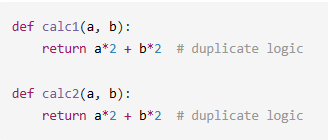 def calc1(a, b):
    return a*2 + b*2  # duplicate logic

def calc2(a, b):
    return a*2 + b*2  # duplicate logic